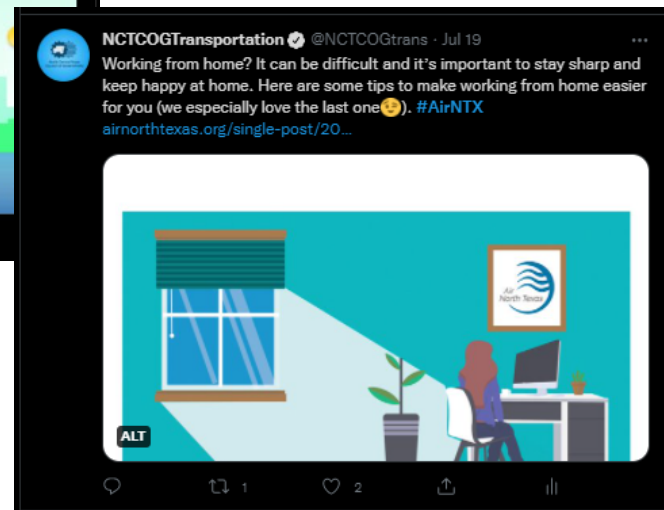 NCTCOGTransportation @NCTCOGtrans · Jul 19
Working from home? It can be difficult and it's important to stay sharp and
keep happy at home. Here are some tips to make working from home easier
for you (we especially love the last one😉). #AirNTX
airnorthtexas.org/single-post/20...
Air
North Texas
ALT
1
2